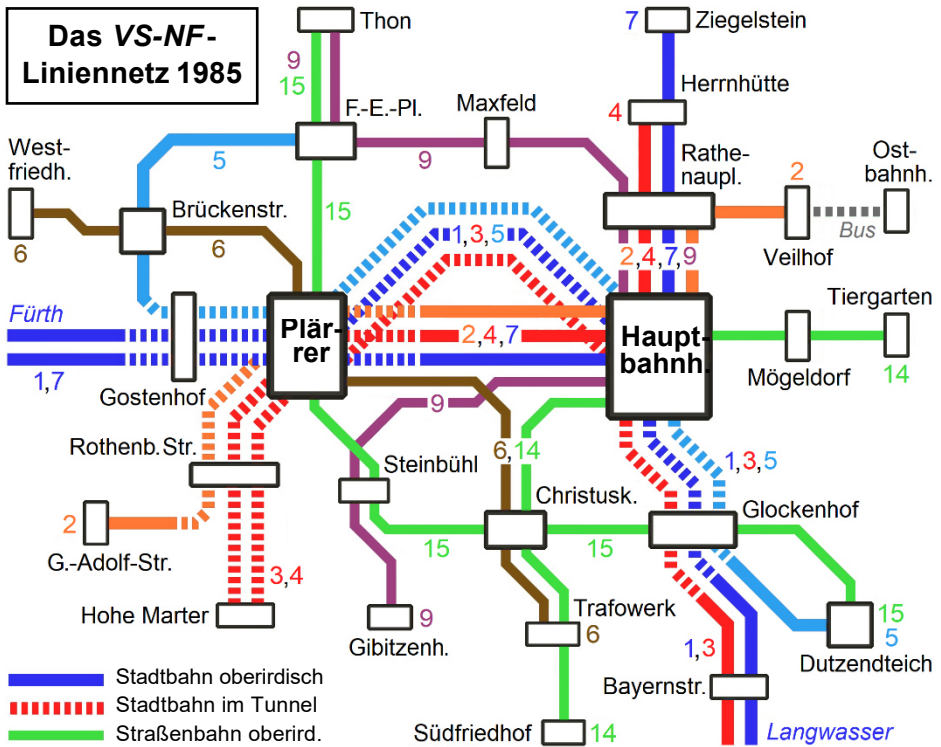 Das VS-NF-
Liniennetz 1985
Thon
9
15
F.-E.-Pl.
Maxfeld
7
Ziegelstein
Herrnhütte
4
Rathe-
naupl.
2
Ost-
bahnh.
West-
friedh.
5
9
Brückenstr.
15
6
6
1,3,5
2,4,7,9
Bus
Veilhof
Fürth
Plär-
rer
2,4,7
Haupt-
bahnh.
Tiergarten
1,7
Gostenhof
Mögeldorf
14
9
Rothenb.Str.
Steinbühl
6,14
1,3,5
Christusk.
Glockenhof
2
G.-Adolf-Str.
15
15
3,4
Hohe Marter
Gibitzenh.
9
Trafowerk
6
15
5
Dutzendteich
1,3
Bayernstr.
Südfriedhof
14
Langwasser
Stadtbahn oberirdisch
Stadtbahn im Tunnel
Straßenbahn oberird.